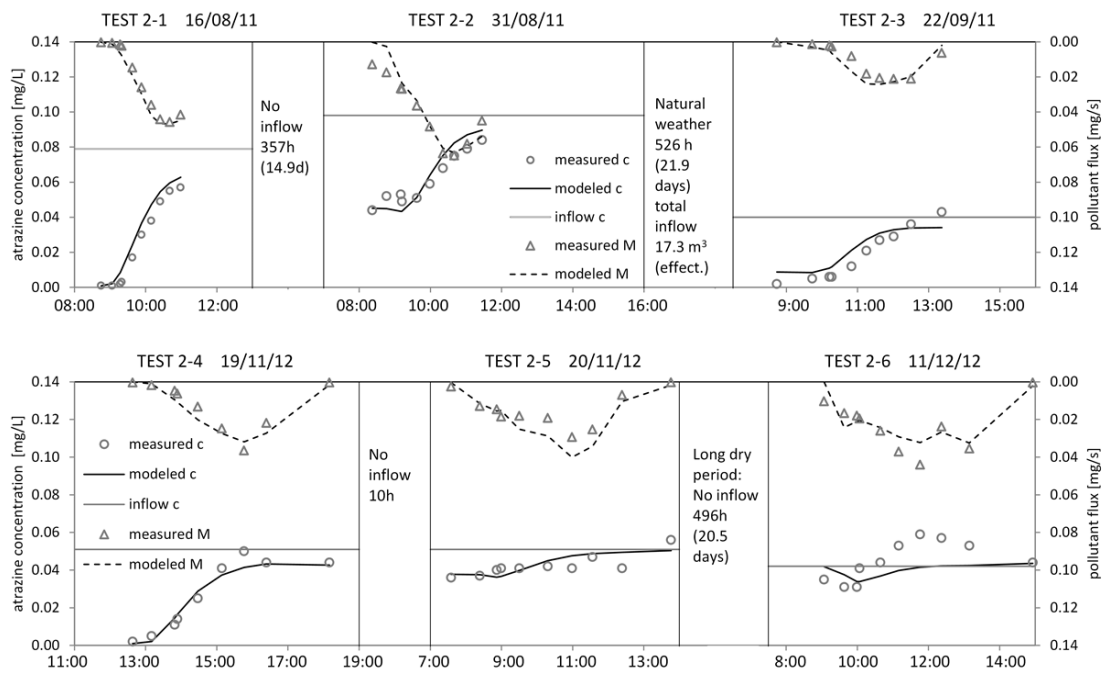 TEST 2-1 16/08/11
TEST 2-2 31/08/11
TEST 2-3 22/09/11
atrazine concentration [mg/L]
0.14
0.12
0.10
0.08
0.06
0.04
0.02
0.00
08:00
10:00
12:00
No
inflow
357h
(14.9d)
08:00
10:00
12:00
14:00
16:00
measured c
modeled c
inflow c
measured M
modeled M
Natural
weather
526 h
(21.9
days)
total
inflow
17.3 m³
(effect.)
9:00
11:00
13:00
15:00
0.00
0.02
0.04
0.06
0.08
0.10
0.12
0.14
pollutant flux [mg/s]
TEST 2-4 19/11/12
TEST 2-5 20/11/12
TEST 2-6 11/12/12
atrazine concentration [mg/L]
0.14
0.12
0.10
0.08
0.06
0.04
0.02
0.00
measured c
modeled c
inflow c
measured M
modeled M
11:00
13:00
15:00
17:00
19:00
No
inflow
10h
7:00
9:00
11:00
13:00
Long dry
period:
No inflow
496h
(20.5
days)
8:00
10:00
12:00
14:00
0.00
0.02
0.04
0.06
0.08
0.10
0.12
0.14
pollutant flux [mg/s]